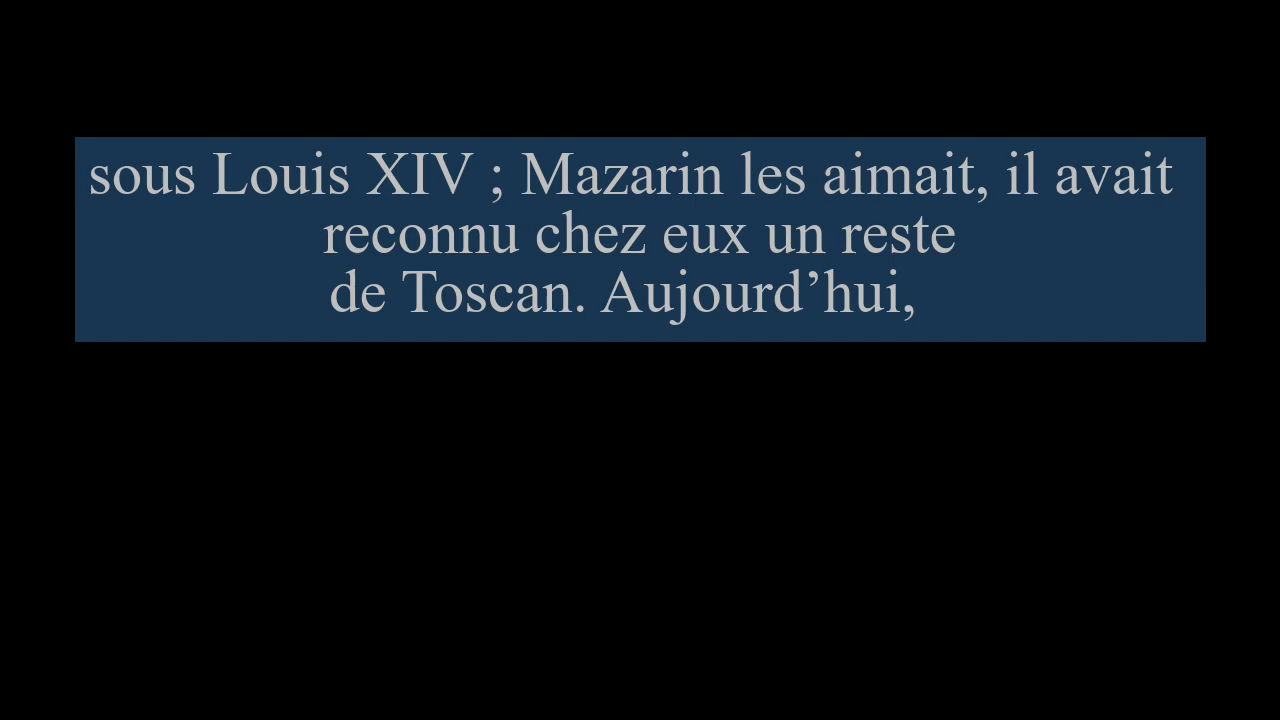 sous Louis XIV ; Mazarin les aimait, il avait
reconnu chez eux un reste
de Toscan. Aujourd’hui,